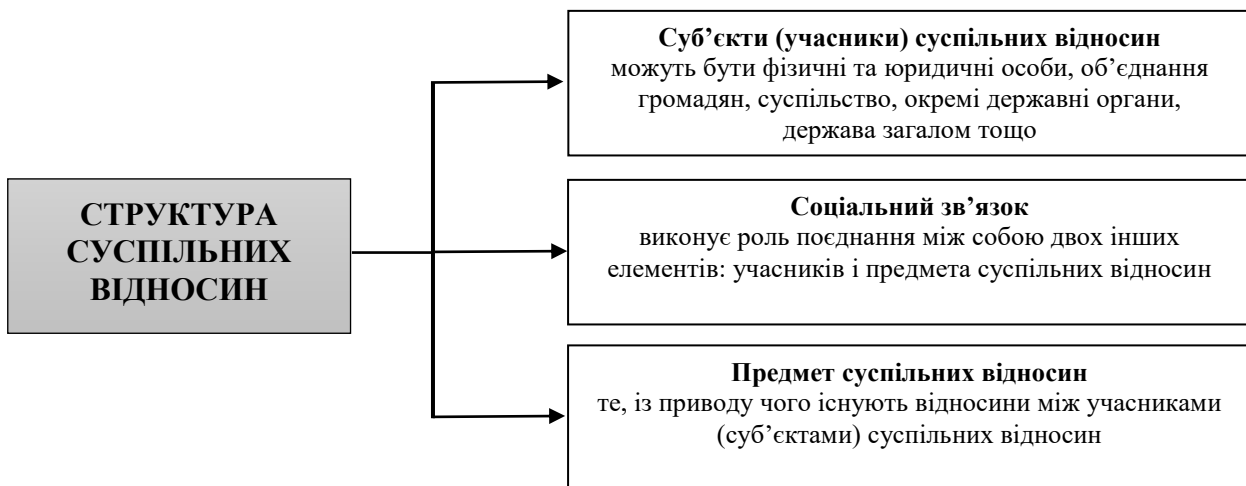 Суб’єкти (учасники) суспільних відносин
можуть бути фізичні та юридичні особи, об’єднання
громадян, суспільство, окремі державні органи,
держава загалом тощо
СТРУКТУРА
СУСПІЛЬНИХ
ВІДНОСИН
Соціальний зв’язок
виконує роль поєднання між собою двох інших
елементів: учасників і предмета суспільних відносин
Предмет суспільних відносин
те, із приводу чого існують відносини між учасниками
(суб’єктами) суспільних відносин